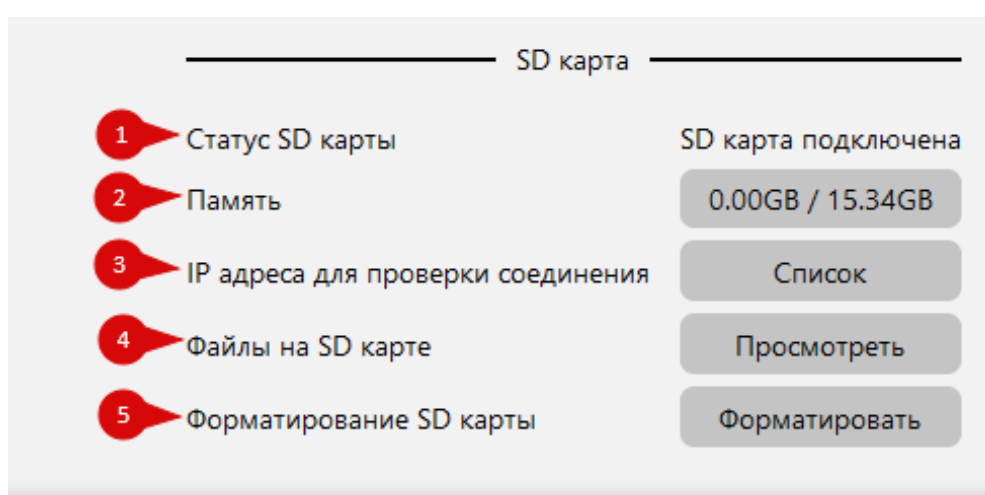 SD карта
1 Статус SD карты SD карта подключена
2 Память 0.00GB / 15.34GB
3 IP адреса для проверки соединения Список
4 Файлы на SD карте Просмотреть
5 Форматирование SD карты Форматировать